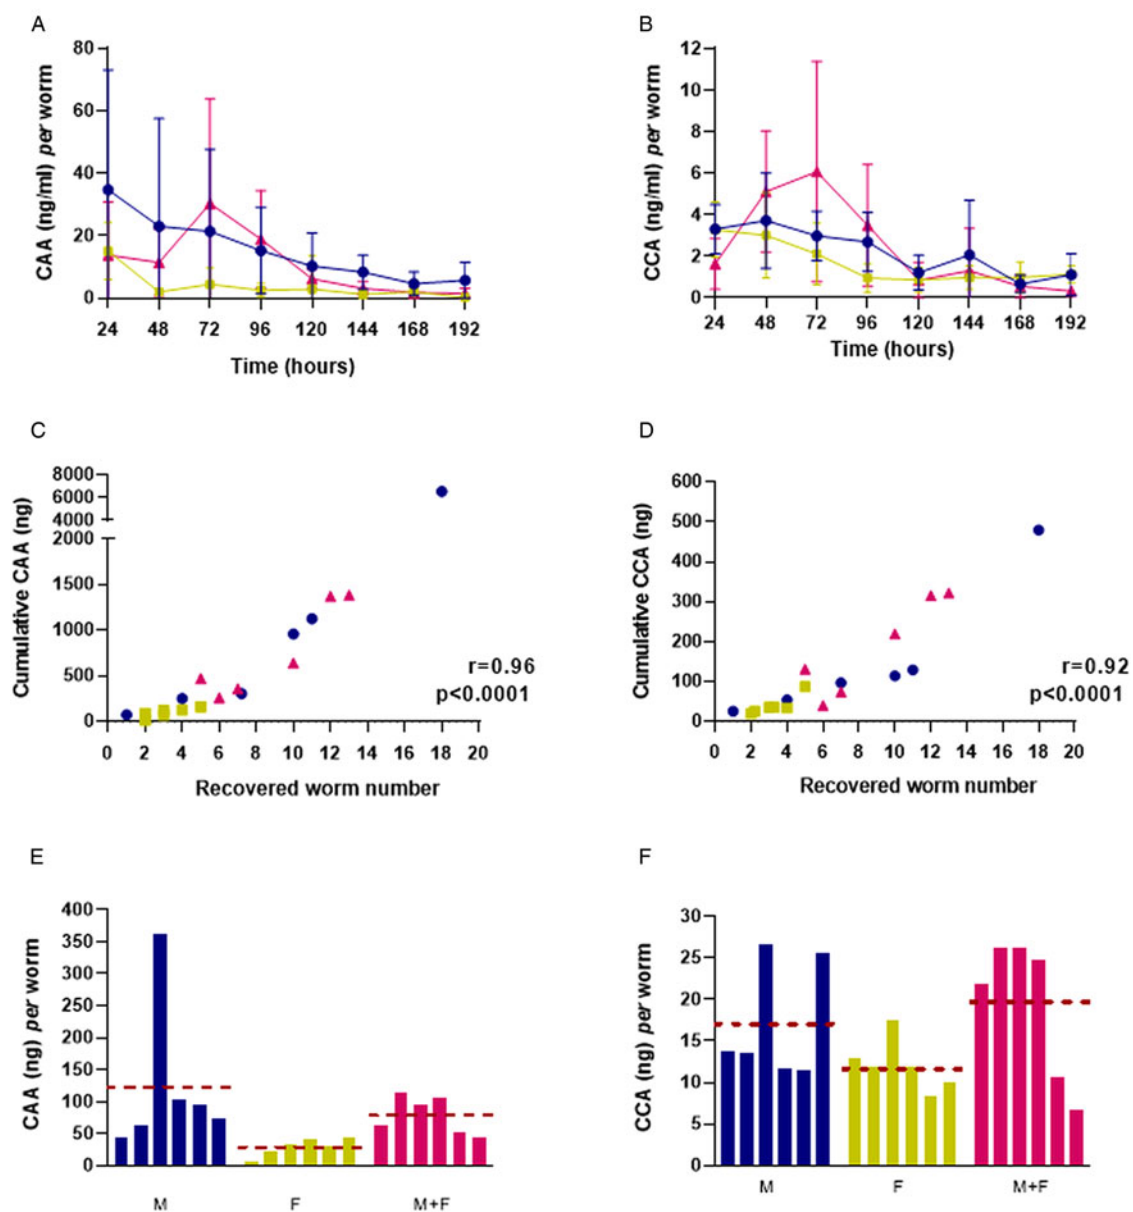 A
CAA (ng/ml) per worm
80
60
40
20
0
24 48 72 96 120 144 168 192
Time (hours)
B
CCA (ng/ml) per worm
12
10
8
6
4
2
0
24 48 72 96 120 144 168 192
Time (hours)
C
Cumulative CAA (ng)
8000
6000
4000
2000
1500
1000
500
0
r=0.96
p<0.0001
0 2 4 6 8 10 12 14 16 18 20
Recovered worm number
D
Cumulative CCA (ng)
600
500
400
300
200
100
0
r=0.92
p<0.0001
0 2 4 6 8 10 12 14 16 18 20
Recovered worm number
E
CAA (ng) per worm
400
350
300
250
200
150
100
50
0
M F M+F
F
CCA (ng) per worm
30
25
20
15
10
5
0
M F M+F